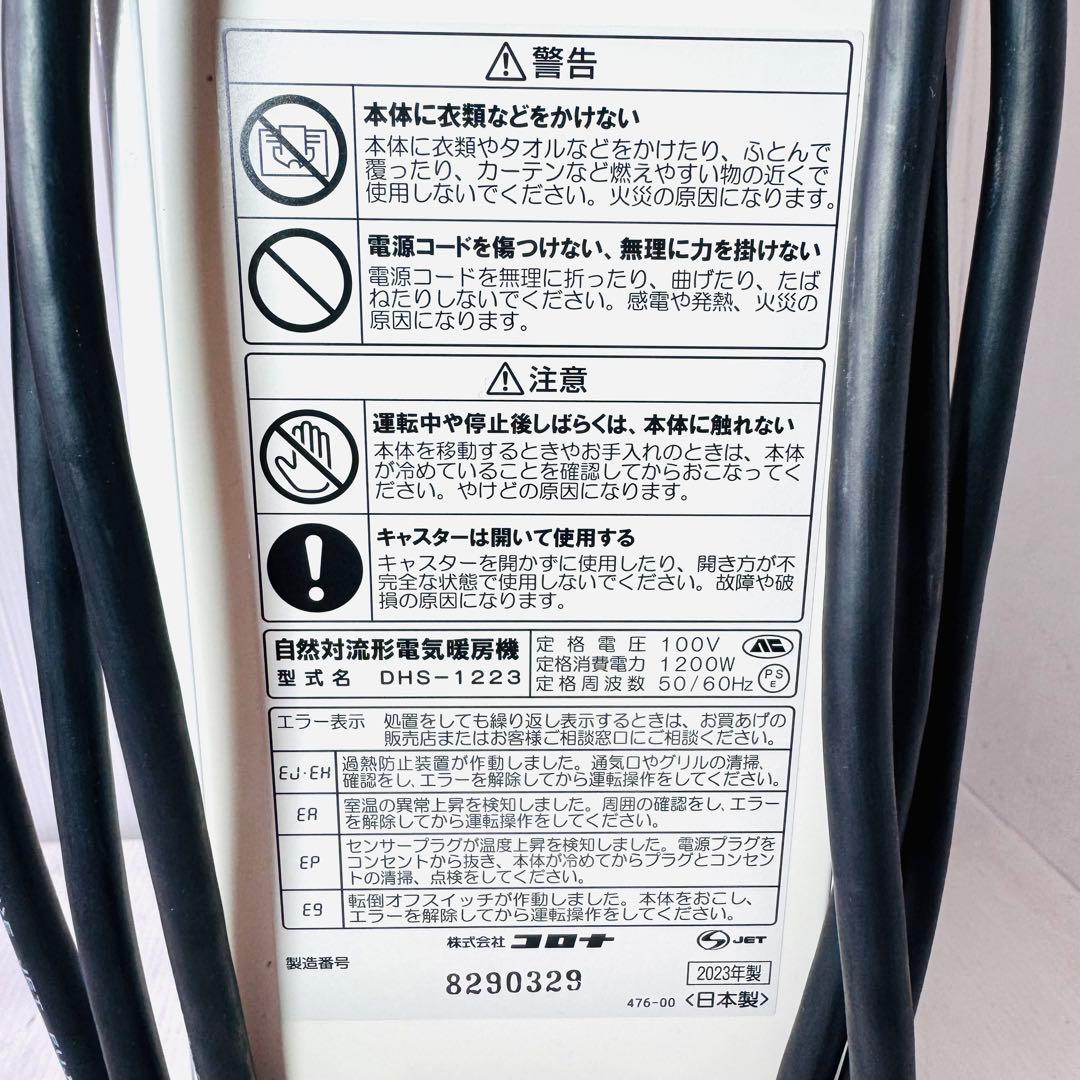 警告
本体に衣類などをかけない
本体に衣類やタオルなどをかけたり、ふとんで
覆ったり、カーテンなど燃えやすい物の近くで
使用しないでください。火災の原因になります。
電源コードを傷つけない、無理に力を掛けない
電源コードを無理に折ったり、曲げたり、たば
ねたりしないでください。感電や発熱、火災の
原因になります。
注意
運転中や停止後しばらくは、本体に触れない
本体を移動するときやお手入れのときは、本体
が冷めていることを確認してからおこなってく
ださい。やけどの原因になります。
キャスターは開いて使用する
キャスターを開かずに使用したり、開き方が不
完全な状態で使用しないでください。故障や破
損の原因になります。
自然対流形電気暖房機
型式名 DHS-1223
定格電圧 100V
定格消費電力 1200W
定格周波数 50/60Hz
PS
E
エラー表示 処置をしても繰り返し表示するときは、お買あげの
販売店またはお客様ご相談窓口にご相談ください。
EJ・EH 過熱防止装置が作動しました。通気口やグリルの清掃、
確認をし、エラーを解除してから運転操作をしてください。
EA 室温の異常上昇を検知しました。周囲の確認をし、エラー
を解除してから運転操作をしてください。
EP センサープラグが温度上昇を検知しました。電源プラグを
コンセントから抜き、本体が冷めてからプラグとコンセン
トの清掃、点検をしてください。
E9 転倒オフスイッチが作動しました。本体をおこし、
エラーを解除してから運転操作をしてください。
株式会社 コロナ
JET
製造番号
8290329
2023年製
476-00 〈日本製〉